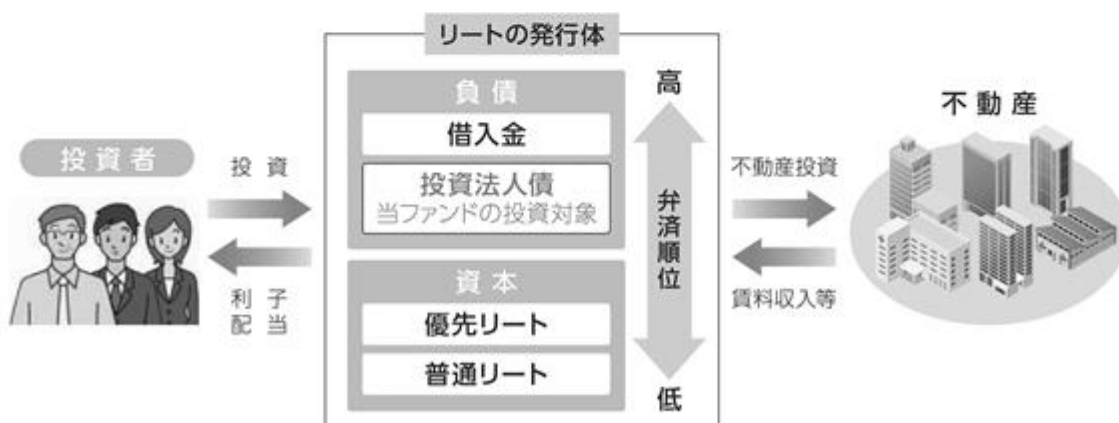 リートの発行体
投資者
投資
利子
配当
負債
借入金
投資法人債
当ファンドの投資対象
資本
優先リート
普通リート
高
弁済順位
低
不動産投資
賃料収入等
不動産